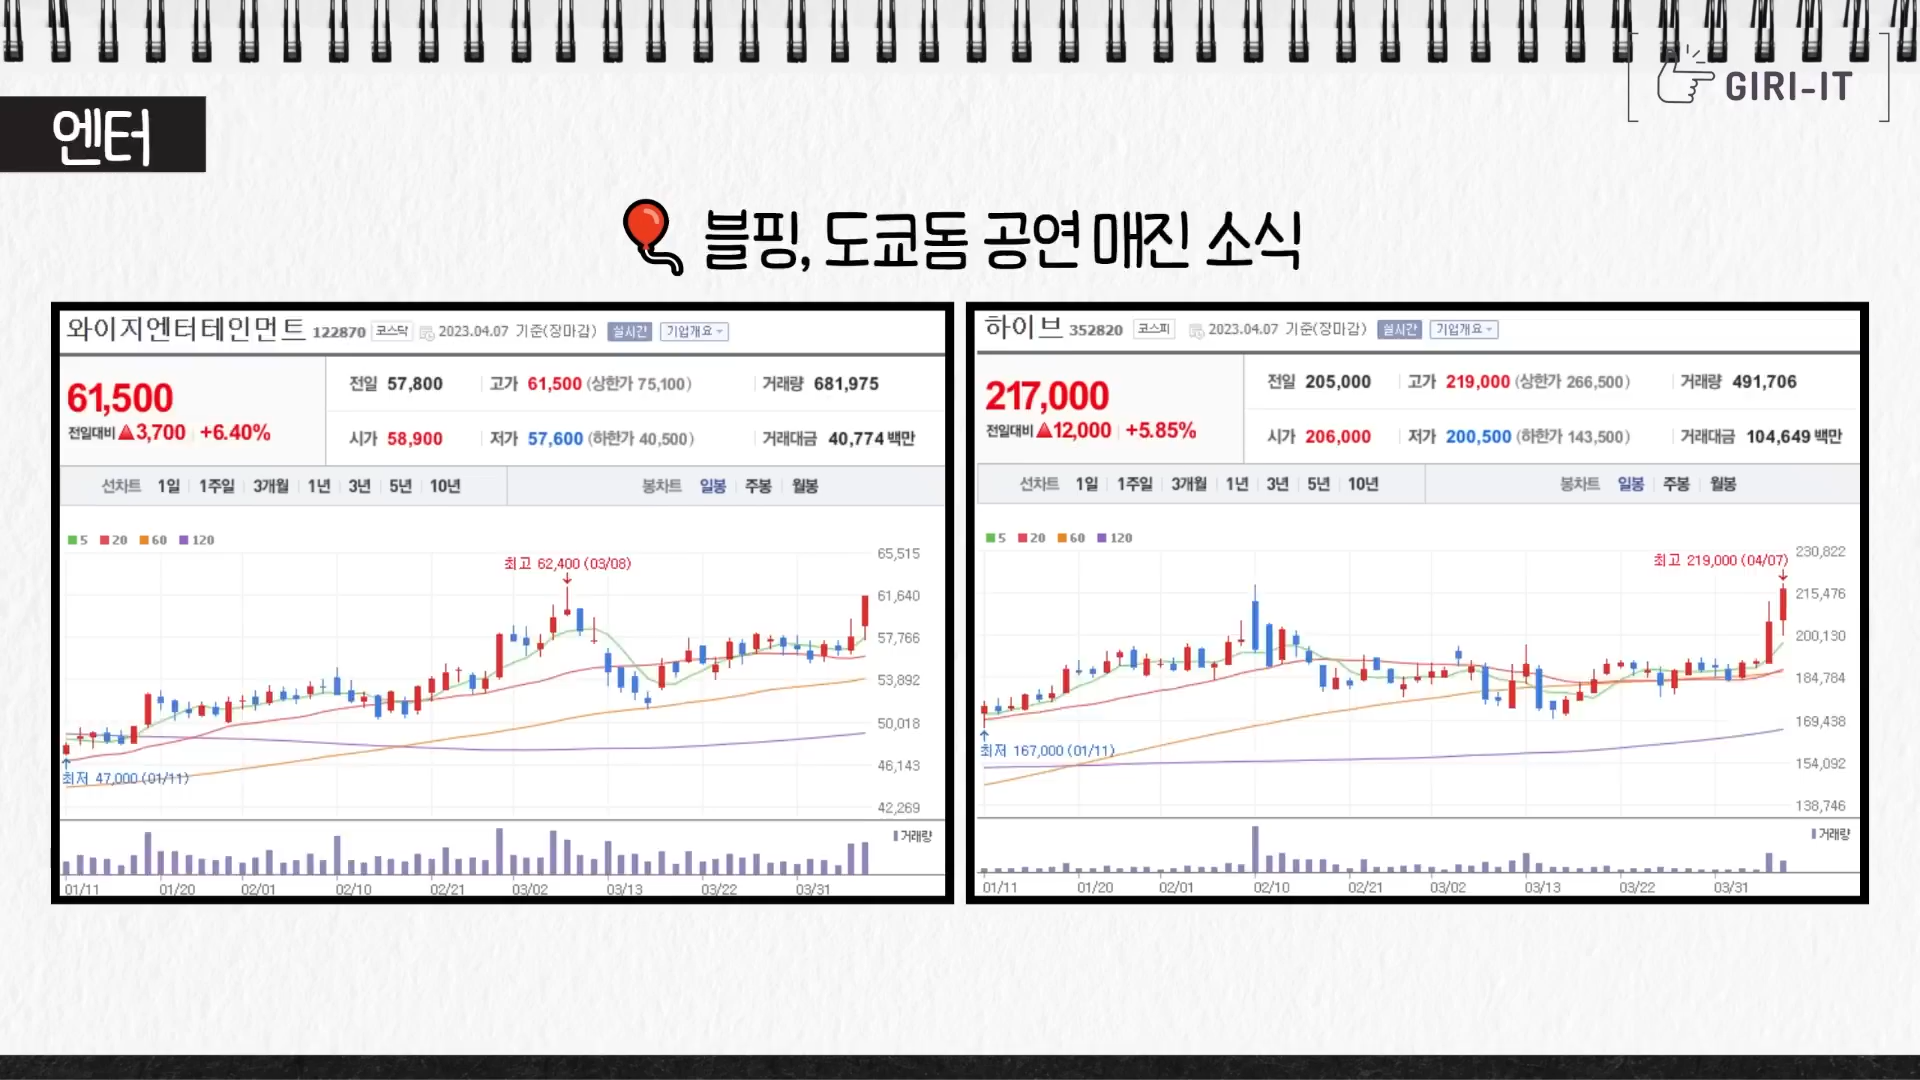 GIRI-IT
엔터
블핑, 도쿄돔 공연 매진 소식
와이지엔터테인먼트 122870 코스닥 2023.04.07 기준(장마감) 실시간 기업개요
61,500
전일대비 ▲3,700 +6.40%
전일 57,800 고가 61,500 (상한가 75,100) 거래량 681,975
시가 58,900 저가 57,600 (하한가 40,500) 거래대금 40,774 백만
선차트 1일 1주일 3개월 1년 3년 5년 10년 봉차트 일봉 주봉 월봉
5 20 60 120
최고 62,400 (03/08)
최저 47,000 (01/11)
65,515
61,640
57,766
53,892
50,018
46,143
42,269
거래량
01/11 01/20 02/01 02/10 02/21 03/02 03/13 03/22 03/31
하이브 352820 코스피 2023.04.07 기준(장마감) 실시간 기업개요
217,000
전일대비 ▲12,000 +5.85%
전일 205,000 고가 219,000 (상한가 266,500) 거래량 491,706
시가 206,000 저가 200,500 (하한가 143,500) 거래대금 104,649 백만
선차트 1일 1주일 3개월 1년 3년 5년 10년 봉차트 일봉 주봉 월봉
5 20 60 120
최고 219,000 (04/07)
최저 167,000 (01/11)
230,822
215,476
200,130
184,784
169,438
154,092
138,746
거래량
01/11 01/20 02/01 02/10 02/21 03/02 03/13 03/22 03/31